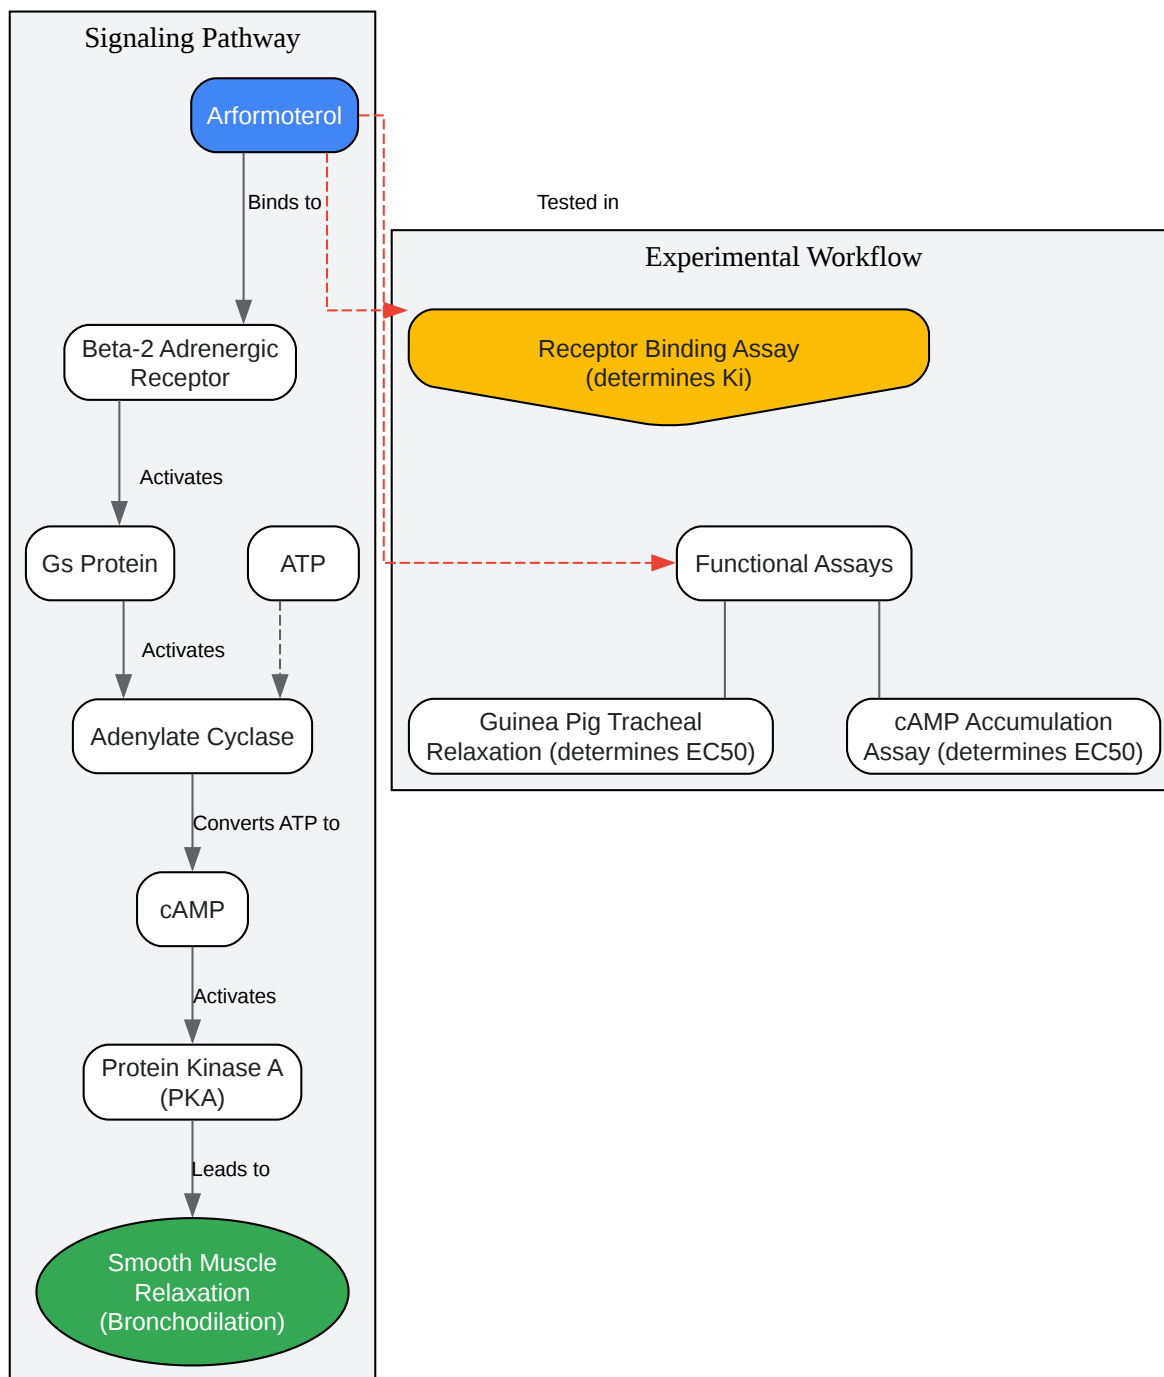 Signaling Pathway
Arformoterol
Binds to
Tested in
Experimental Workflow
Beta-2 Adrenergic
Receptor
Receptor Binding Assay
(determines Ki)
Activates
Gs Protein
ATP
Functional Assays
Activates
Adenylate Cyclase
Guinea Pig Tracheal
Relaxation (determines EC50)
cAMP Accumulation
Assay (determines EC50)
Converts ATP to
cAMP
Activates
Protein Kinase A
(PKA)
Leads to
Smooth Muscle
Relaxation
(Bronchodilation)